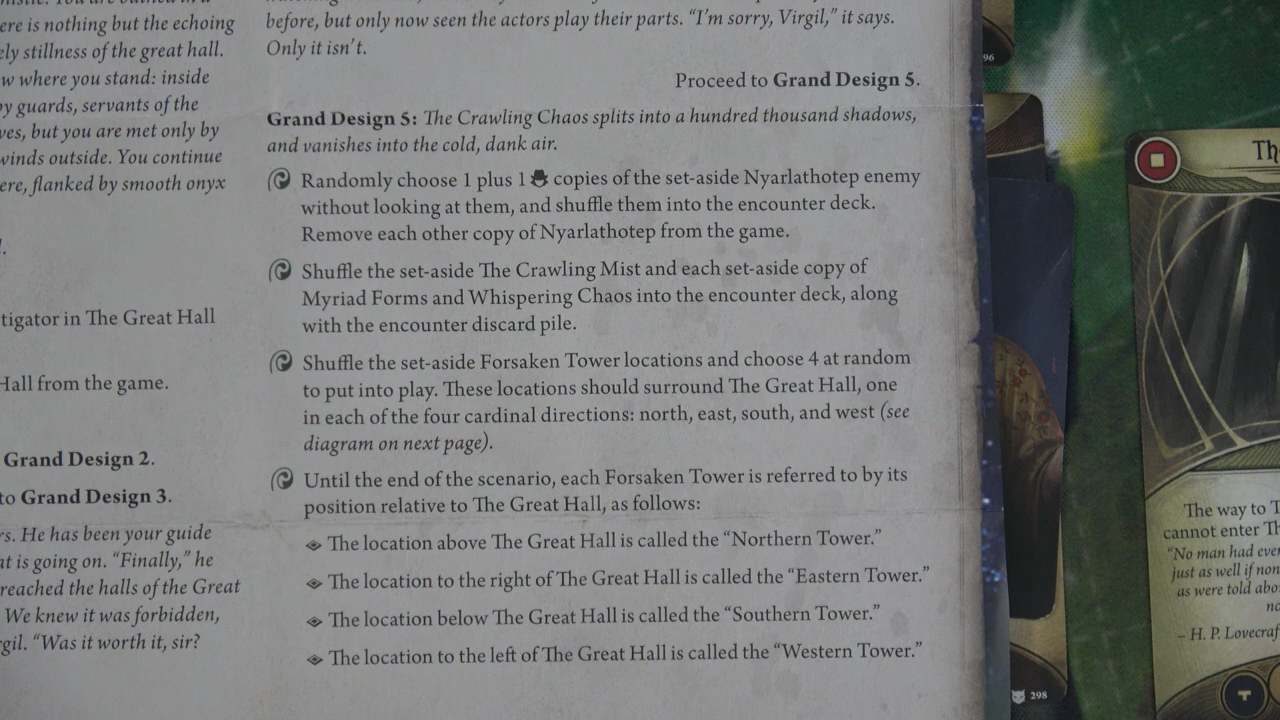 ere is nothing but the echoing
ely stillness of the great hall.
w where you stand: inside
by guards, servants of the
ves, but you are met only by
winds outside. You continue
ere, flanked by smooth onyx
tigator in The Great Hall
Hall from the game.
Grand Design 2.
to Grand Design 3.
rs. He has been your guide
at is going on. "Finally," he
reached the halls of the Great
We knew it was forbidden,
rgil. "Was it worth it, sir?
before, but only now seen the actors play their parts. "I'm sorry, Virgil," it says.
Only it isn't.
Proceed to Grand Design 5.
Grand Design 5: The Crawling Chaos splits into a hundred thousand shadows,
and vanishes into the cold, dank air.
Randomly choose 1 plus 1 copies of the set-aside Nyarlathotep enemy
without looking at them, and shuffle them into the encounter deck.
Remove each other copy of Nyarlathotep from the game.
Shuffle the set-aside The Crawling Mist and each set-aside copy of
Myriad Forms and Whispering Chaos into the encounter deck, along
with the encounter discard pile.
Shuffle the set-aside Forsaken Tower locations and choose 4 at random
to put into play. These locations should surround The Great Hall, one
in each of the four cardinal directions: north, east, south, and west (see
diagram on next page).
Until the end of the scenario, each Forsaken Tower is referred to by its
position relative to The Great Hall, as follows:
The location above The Great Hall is called the "Northern Tower."
The location to the right of The Great Hall is called the "Eastern Tower."
The location below The Great Hall is called the "Southern Tower."
The location to the left of The Great Hall is called the "Western Tower."
96
298
Th
The way to T
cannot enter Th
"No man had ever
just as well if non
as were told abo
no
– H. P. Lovecraf